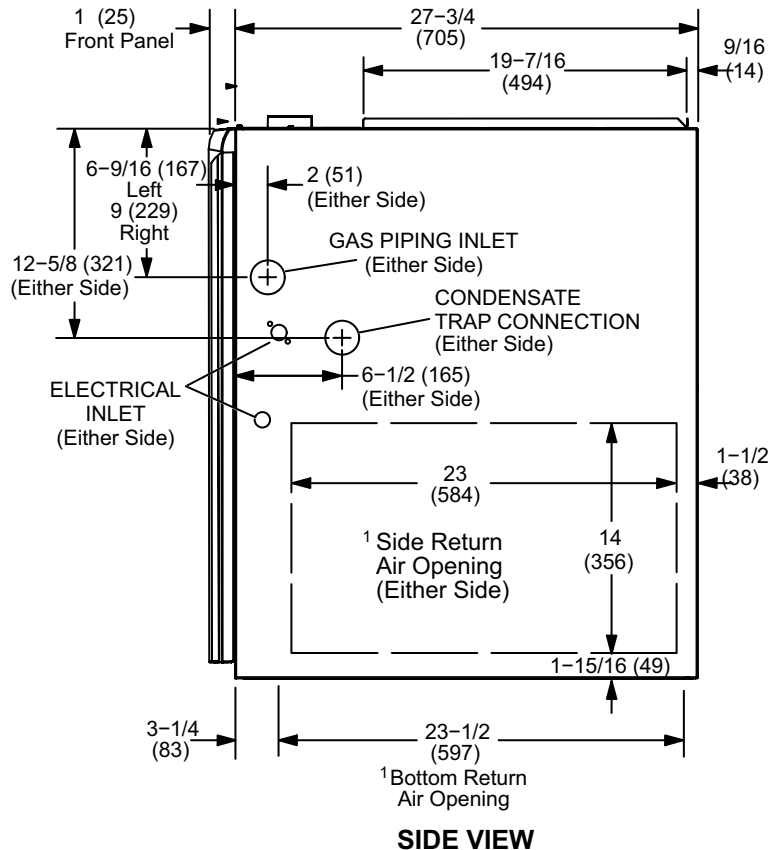 1 (25)
Front Panel
27−3/4
(705)
19−7/16
(494)
9/16
(14)
6−9/16 (167)
Left
9 (229)
Right
2 (51)
(Either Side)
12−5/8 (321)
(Either Side)
GAS PIPING INLET
(Either Side)
CONDENSATE
TRAP CONNECTION
(Either Side)
6−1/2 (165)
(Either Side)
ELECTRICAL
INLET
(Either Side)
23
(584)
1−1/2
(38)
14
(356)
1 Side Return
Air Opening
(Either Side)
1−15/16 (49)
3−1/4
(83)
23−1/2
(597)
1 Bottom Return
Air Opening
SIDE VIEW